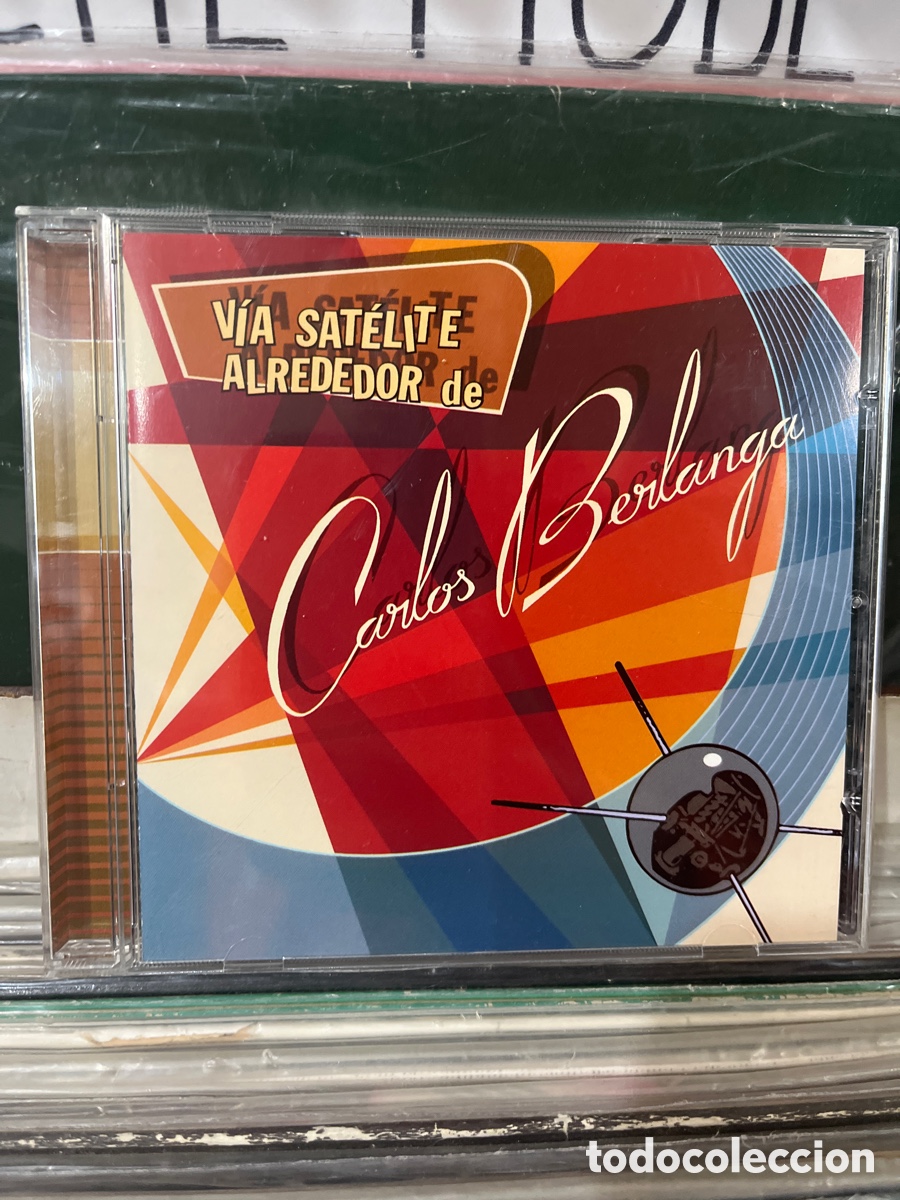 VÍA SATÉLITE
ALREDEDOR de
Carlos Berlanga
todocoleccion